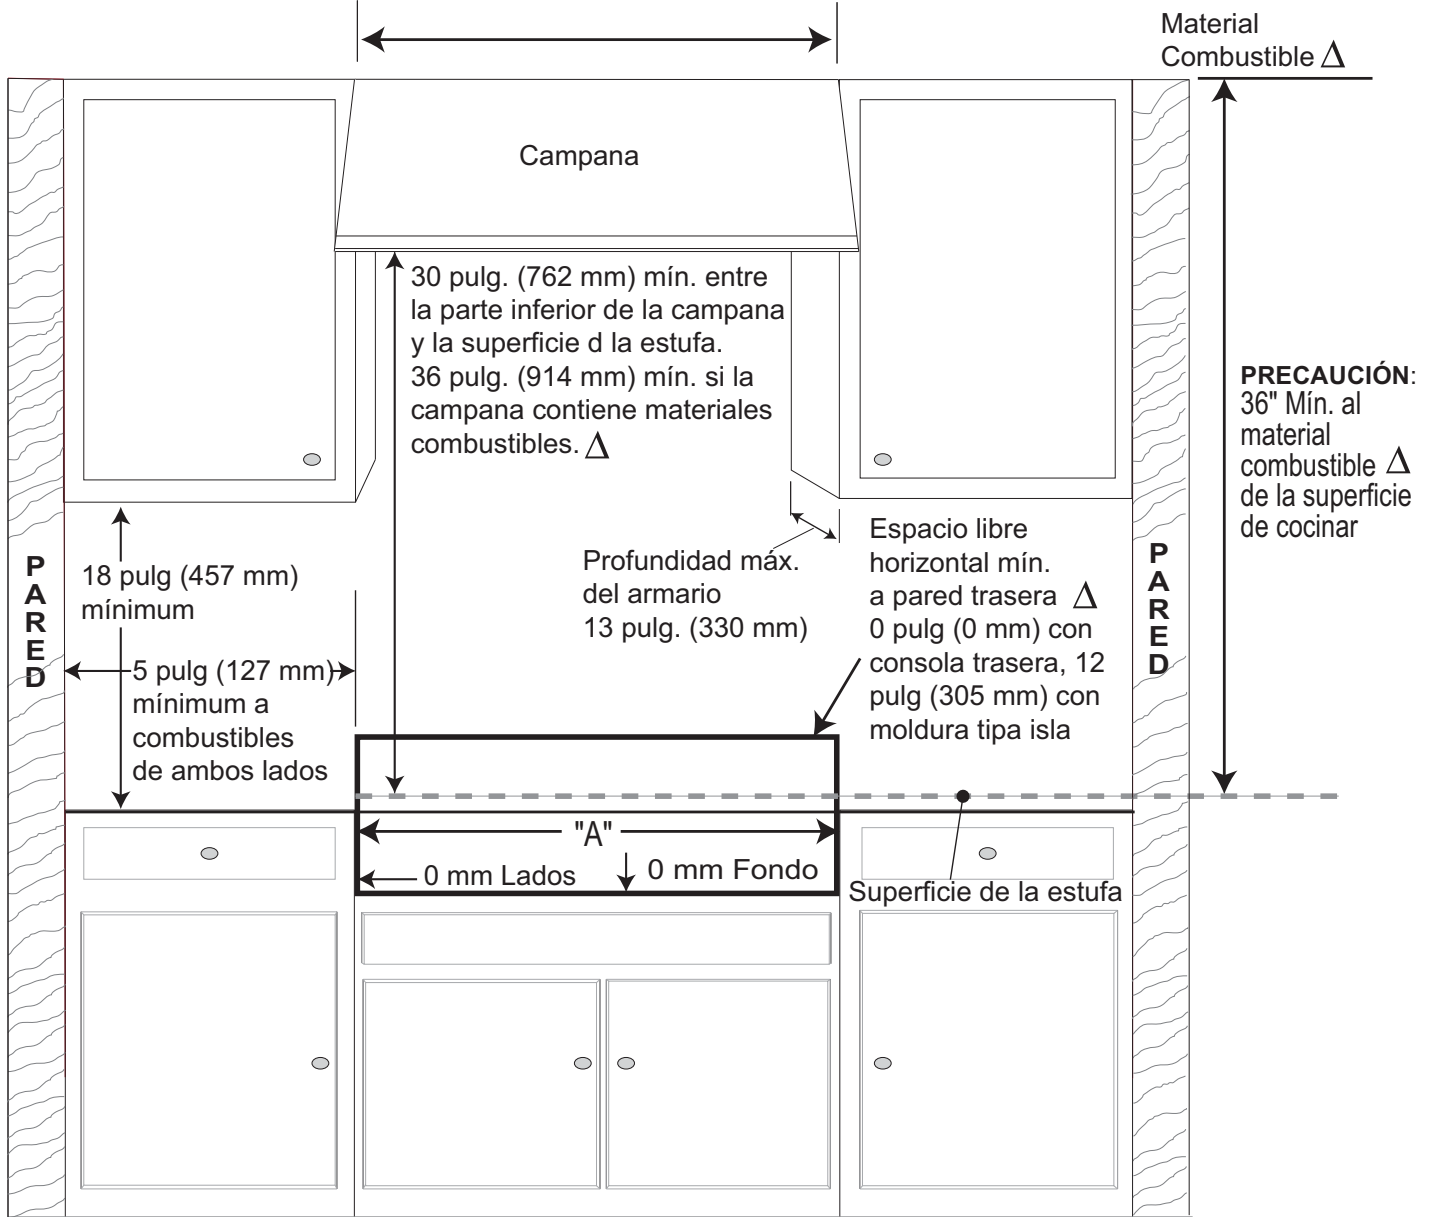 Material
Combustible Δ
Campana
30 pulg. (762 mm) mín. entre
la parte inferior de la campana
y la superficie d la estufa.
36 pulg. (914 mm) mín. si la
campana contiene materiales
combustibles. Δ
PRECAUCIÓN:
36" Mín. al
material
combustible Δ
de la superficie
de cocinar
PARED
18 pulg (457 mm)
mínimum
5 pulg (127 mm)
mínimum a
combustibles
de ambos lados
Profundidad máx.
del armario
13 pulg. (330 mm)
Espacio libre
horizontal mín.
a pared trasera Δ
0 pulg (0 mm) con
consola trasera, 12
pulg (305 mm) con
moldura tipa isla
PARED
"A"
0 mm Lados
0 mm Fondo
Superficie de la estufa